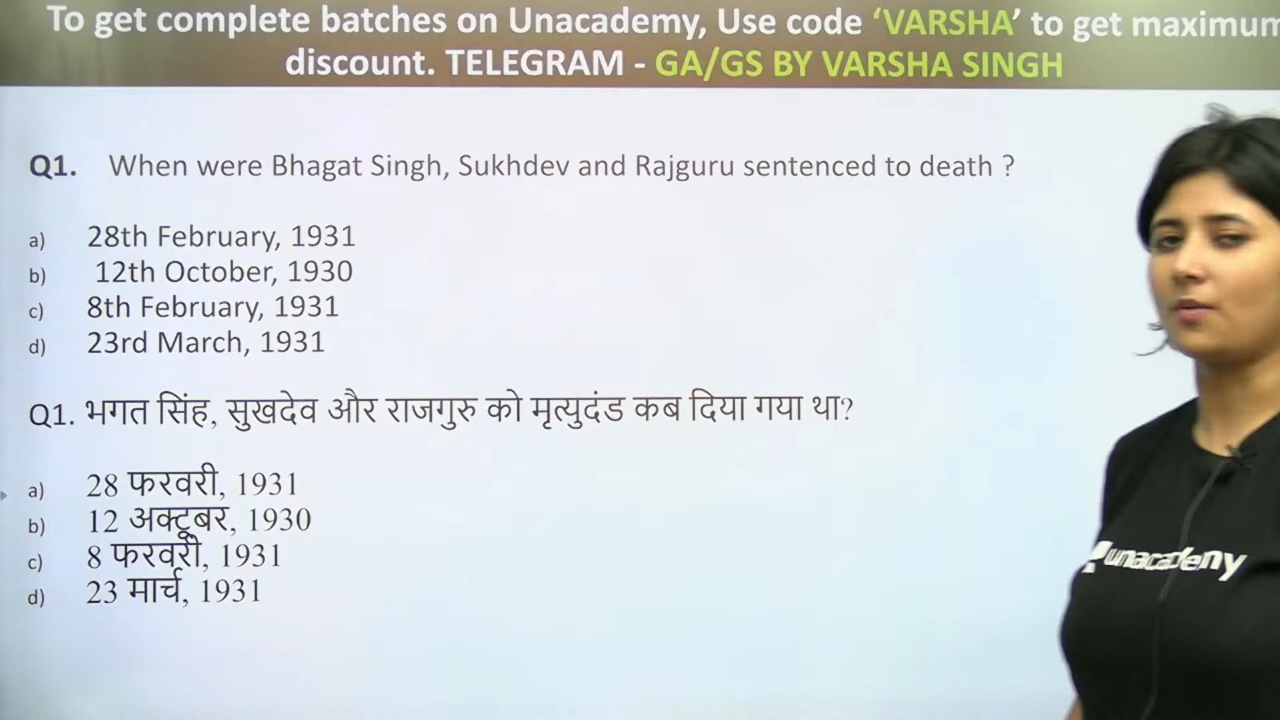 To get complete batches on Unacademy, Use code ‘VARSHA’ to get maximum
discount. TELEGRAM - GA/GS BY VARSHA SINGH
Q1. When were Bhagat Singh, Sukhdev and Rajguru sentenced to death ?
a) 28th February, 1931
b) 12th October, 1930
c) 8th February, 1931
d) 23rd March, 1931
Q1. भगत सिंह, सुखदेव और राजगुरु को मृत्युदंड कब दिया गया था?
a) 28 फरवरी, 1931
b) 12 अक्टूबर, 1930
c) 8 फरवरी, 1931
d) 23 मार्च, 1931
unacademy